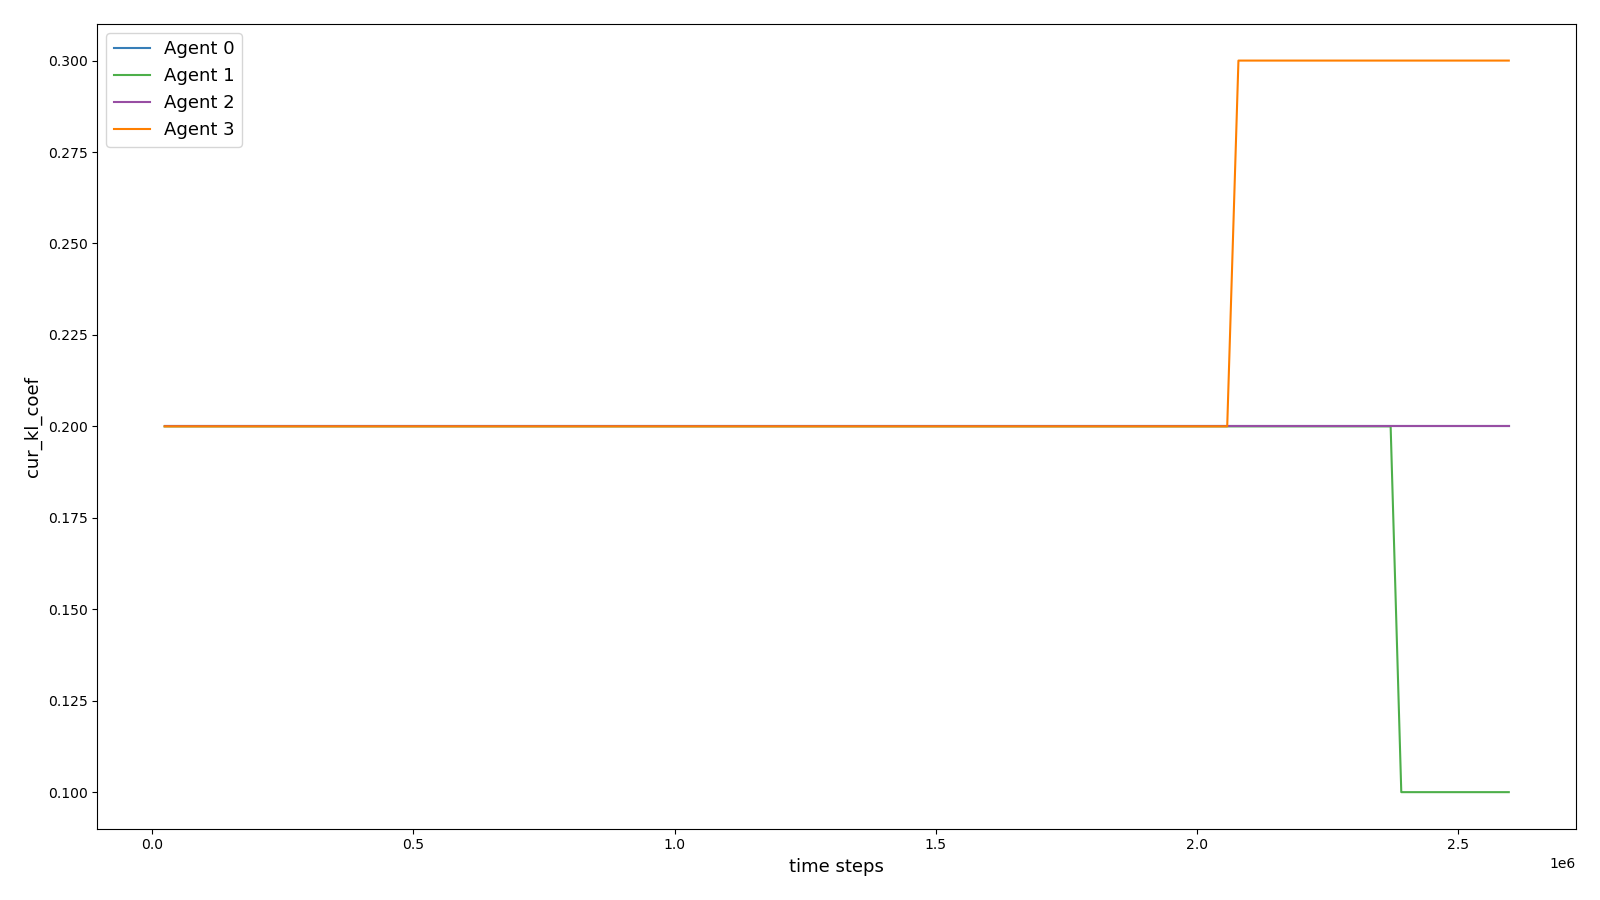 Agent 0
Agent 1
Agent 2
Agent 3
0.300
0.275
0.250
0.225
0.200
0.175
0.150
0.125
0.100
cur_kl_coef
0.0 0.5 1.0 1.5 2.0 2.5
1e6
time steps